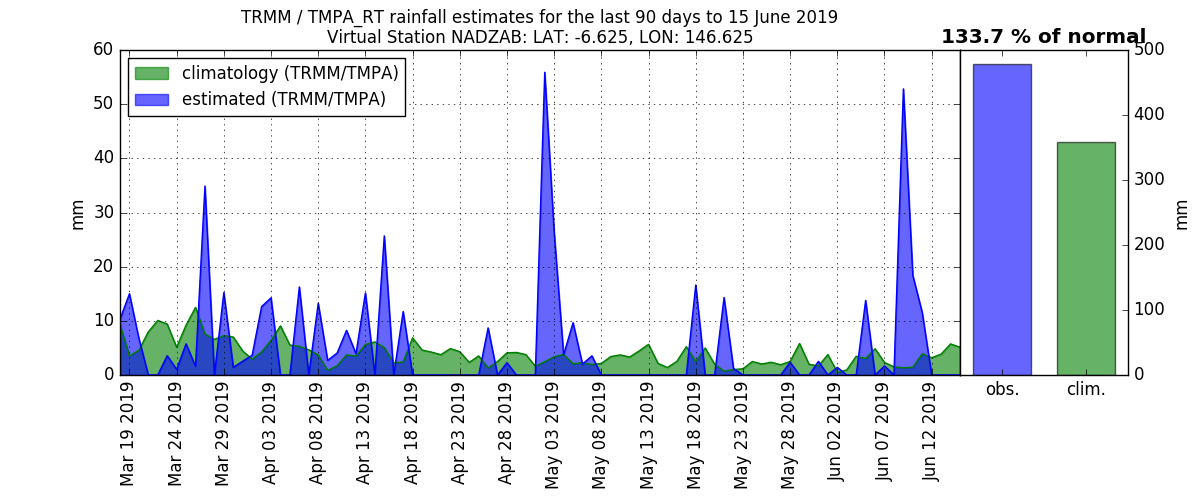 TRMM / TMPA_RT rainfall estimates for the last 90 days to 15 June 2019
Virtual Station NADZAB: LAT: -6.625, LON: 146.625
133.7 % of normal
climatology (TRMM/TMPA)
estimated (TRMM/TMPA)
60
50
40
30
20
10
0
mm
Mar 19 2019
Mar 24 2019
Mar 29 2019
Apr 03 2019
Apr 08 2019
Apr 13 2019
Apr 18 2019
Apr 23 2019
Apr 28 2019
May 03 2019
May 08 2019
May 13 2019
May 18 2019
May 23 2019
May 28 2019
Jun 02 2019
Jun 07 2019
Jun 12 2019
obs.
clim.
500
400
300
200
100
0
mm